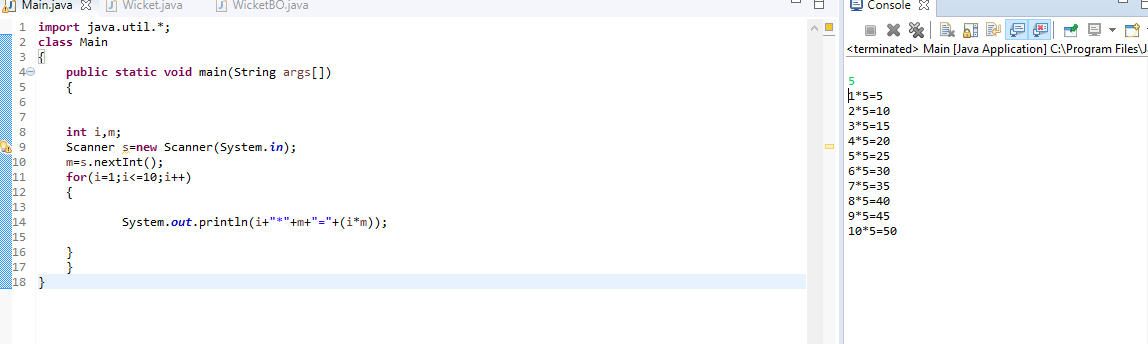 Main.java Wicket.java WicketBO.java
1 import java.util.*;
2 class Main
3 {
4 public static void main(String args[])
5 {
6
7
8 int i,m;
9 Scanner s=new Scanner(System.in);
10 m=s.nextInt();
11 for(i=1;i<=10;i++)
12 {
13
14 System.out.println(i+"*"+m+"="+(i*m));
15
16 }
17 }
18 }
Console
<terminated> Main [Java Application] C:\Program Files\J
5
1*5=5
2*5=10
3*5=15
4*5=20
5*5=25
6*5=30
7*5=35
8*5=40
9*5=45
10*5=50